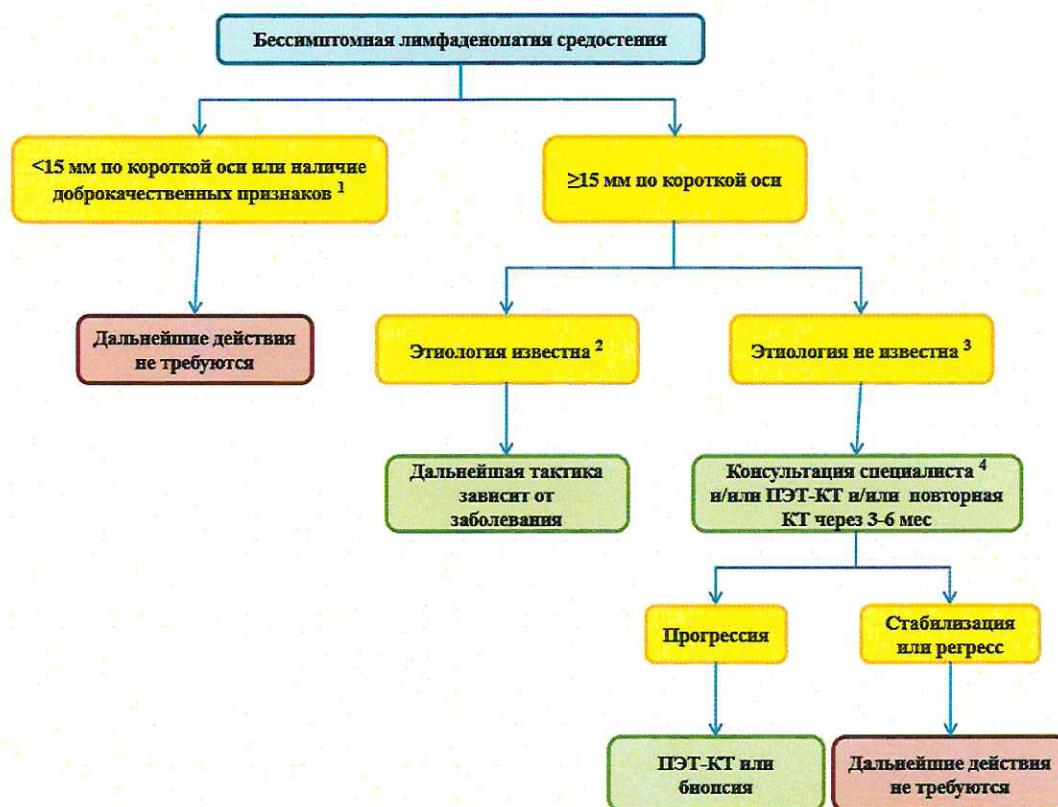 Бессимптомная лимфаденопатия средостения
<15 мм по короткой оси или наличие
доброкачественных признаков 1
≥15 мм по короткой оси
Дальнейшие действия
не требуются
Этиология известна 2
Этиология не известна 3
Дальнейшая тактика
зависит от
заболевания
Консультация специалиста 4
и/или ПЭТ-КТ и/или повторная
КТ через 3-6 мес
Прогрессия
Стабилизация
или регресс
ПЭТ-КТ или
биопсия
Дальнейшие действия
не требуются